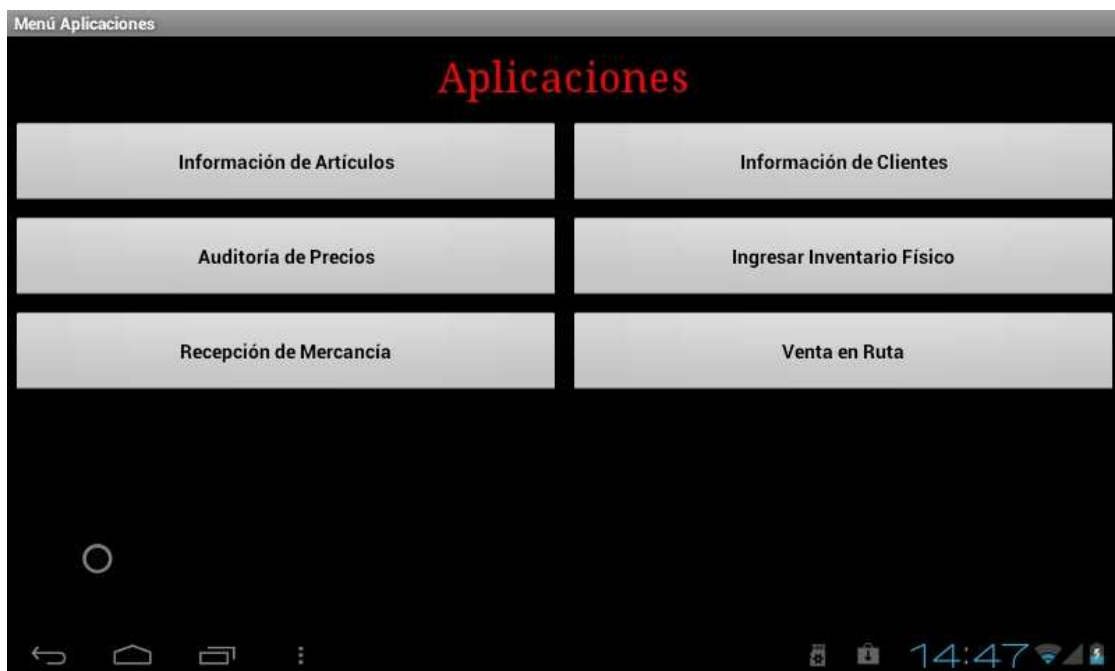 Menú Aplicaciones
Aplicaciones
Información de Artículos
Información de Clientes
Auditoría de Precios
Ingresar Inventario Físico
Recepción de Mercancía
Venta en Ruta
14:47